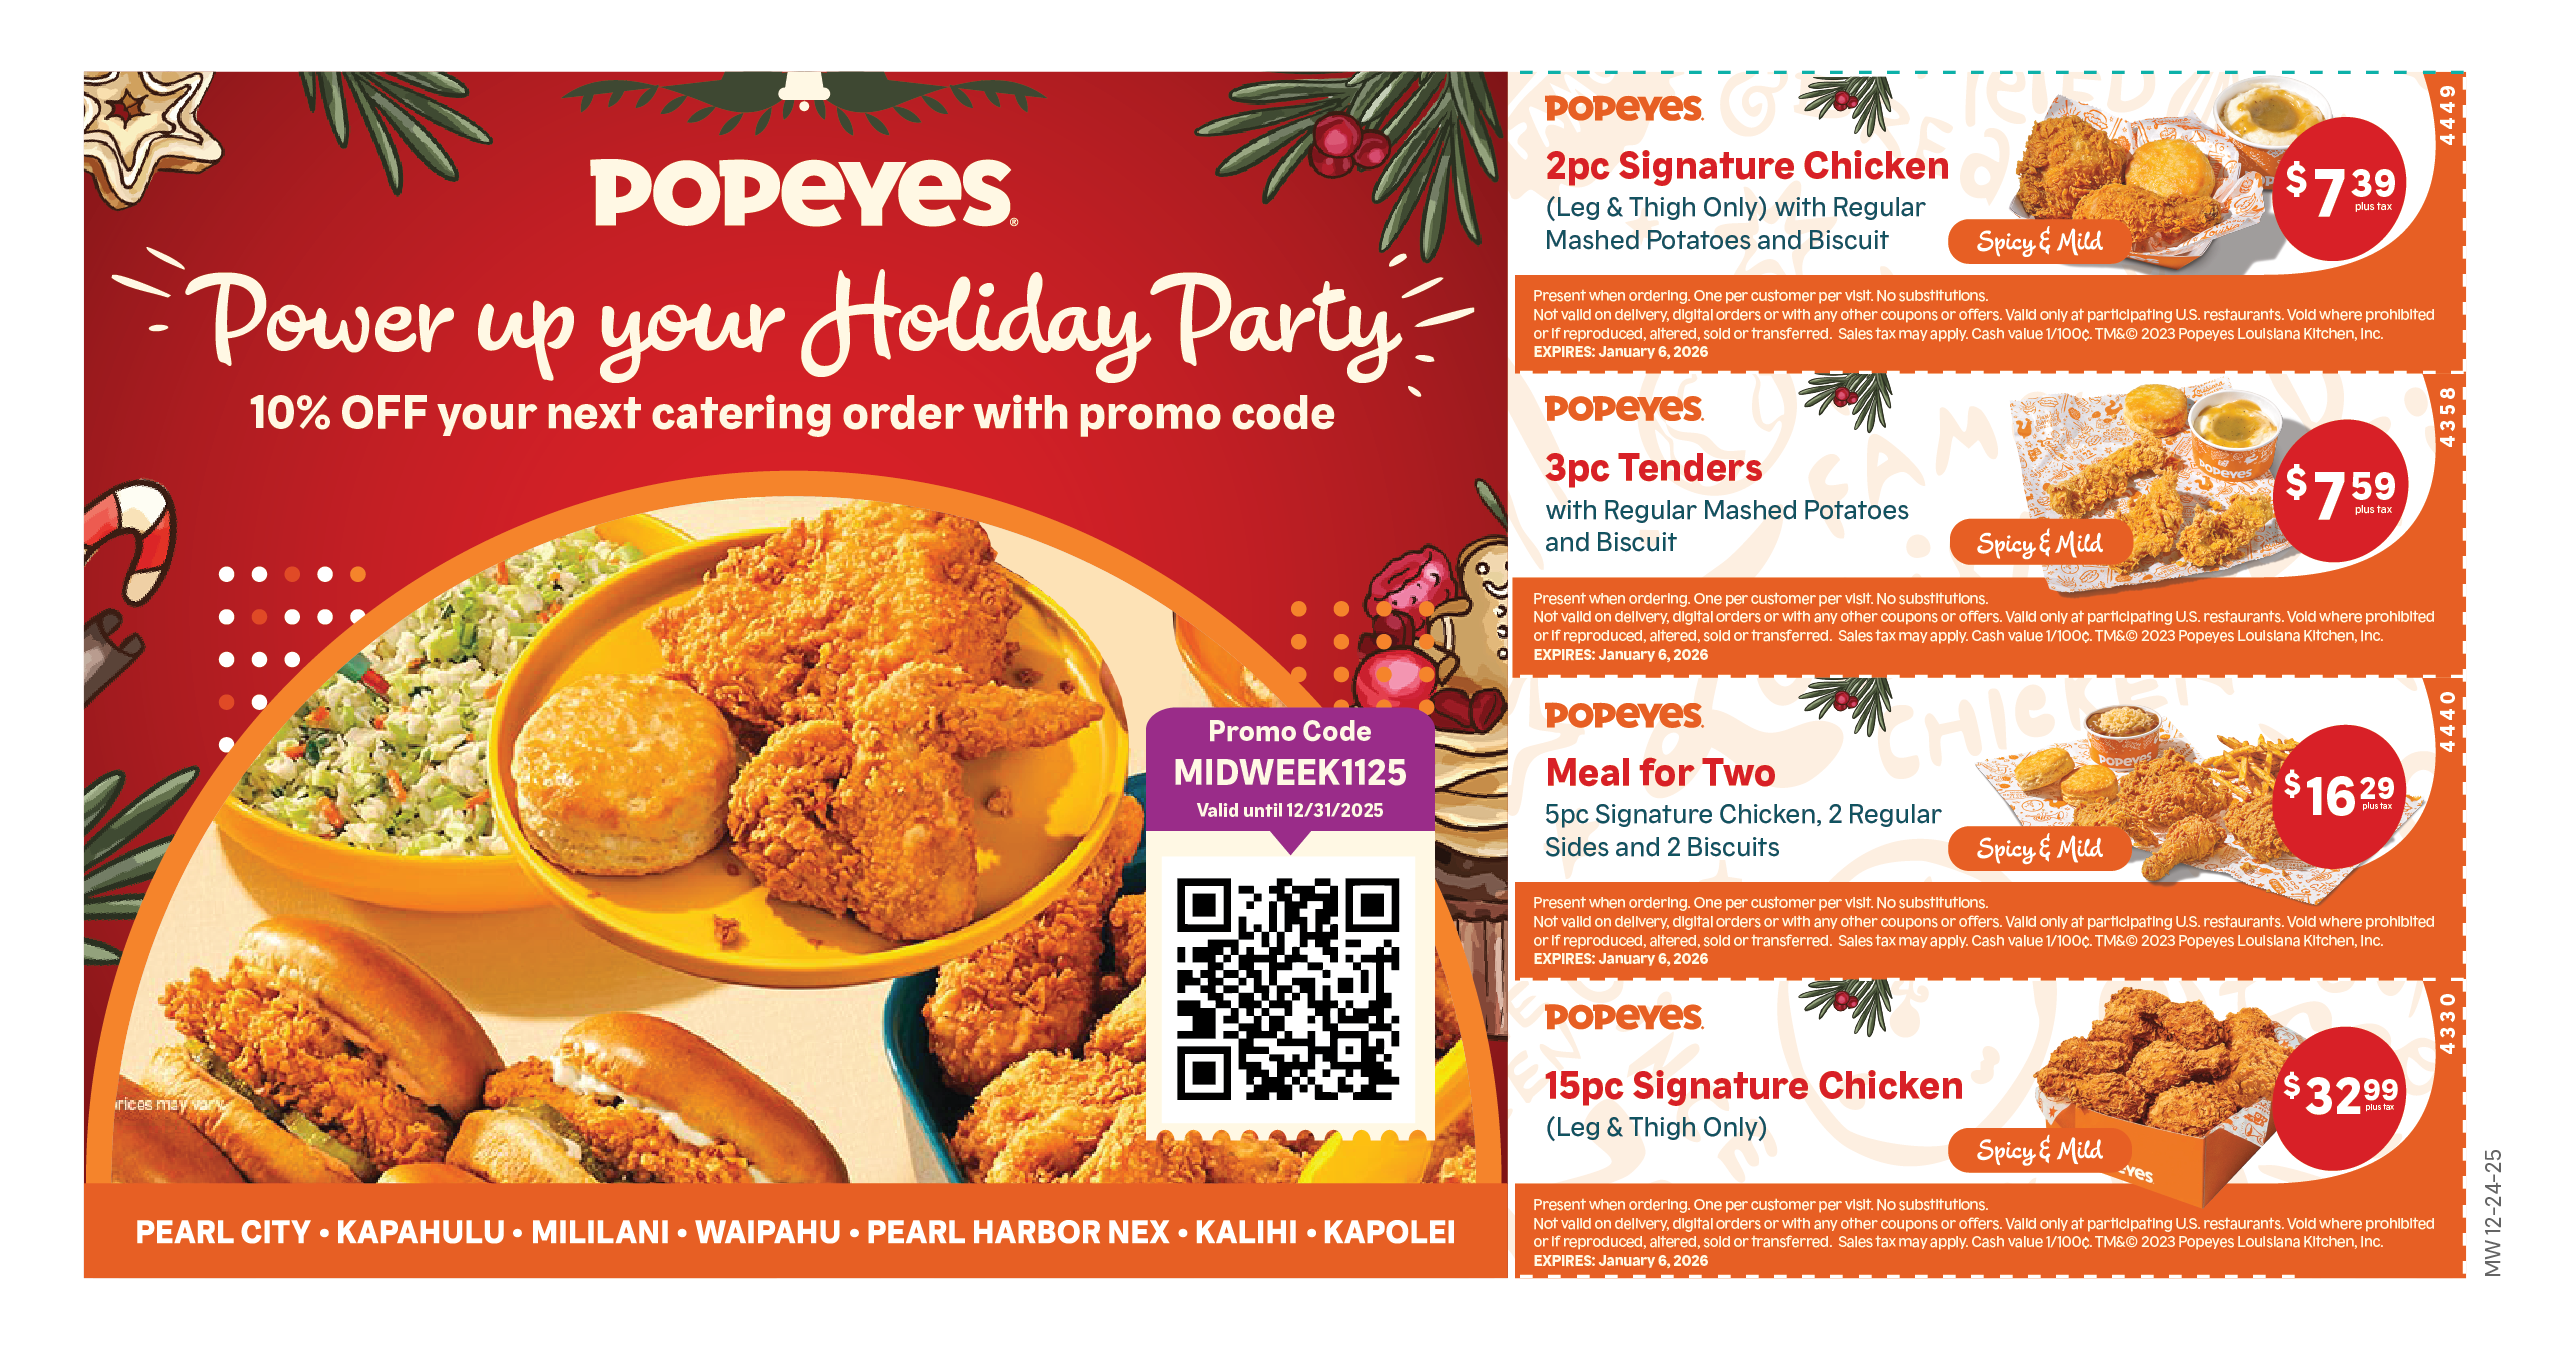 POPEYES
Power up your Holiday Party
10% OFF your next catering order with promo code
Promo Code
MIDWEEK1125
Valid until 12/31/2025
rices may vary.
PEARL CITY • KAPAHULU • MILILANI • WAIPAHU • PEARL HARBOR NEX • KALIHI • KAPOLEI
POPEYES
2pc Signature Chicken
(Leg & Thigh Only) with Regular
Mashed Potatoes and Biscuit
Spicy & Mild
$7 39
plus tax
4449
Present when ordering. One per customer per visit. No substitutions.
Not valid on delivery, digital orders or with any other coupons or offers. Valid only at participating U.S. restaurants. Void where prohibited
or if reproduced, altered, sold or transferred. Sales tax may apply. Cash value 1/100¢. TM&© 2023 Popeyes Louisiana Kitchen, Inc.
EXPIRES: January 6, 2026
POPEYES
3pc Tenders
with Regular Mashed Potatoes
and Biscuit
Spicy & Mild
POPEYES
$7 59
plus tax
4358
Present when ordering. One per customer per visit. No substitutions.
Not valid on delivery, digital orders or with any other coupons or offers. Valid only at participating U.S. restaurants. Void where prohibited
or if reproduced, altered, sold or transferred. Sales tax may apply. Cash value 1/100¢. TM&© 2023 Popeyes Louisiana Kitchen, Inc.
EXPIRES: January 6, 2026
POPEYES
Meal for Two
5pc Signature Chicken, 2 Regular
Sides and 2 Biscuits
Spicy & Mild
POPEYES
$16 29
plus tax
4440
Present when ordering. One per customer per visit. No substitutions.
Not valid on delivery, digital orders or with any other coupons or offers. Valid only at participating U.S. restaurants. Void where prohibited
or if reproduced, altered, sold or transferred. Sales tax may apply. Cash value 1/100¢. TM&© 2023 Popeyes Louisiana Kitchen, Inc.
EXPIRES: January 6, 2026
POPEYES
15pc Signature Chicken
(Leg & Thigh Only)
Spicy & Mild
$32 99
plus tax
4330
Present when ordering. One per customer per visit. No substitutions.
Not valid on delivery, digital orders or with any other coupons or offers. Valid only at participating U.S. restaurants. Void where prohibited
or if reproduced, altered, sold or transferred. Sales tax may apply. Cash value 1/100¢. TM&© 2023 Popeyes Louisiana Kitchen, Inc.
EXPIRES: January 6, 2026
MW 12-24-25